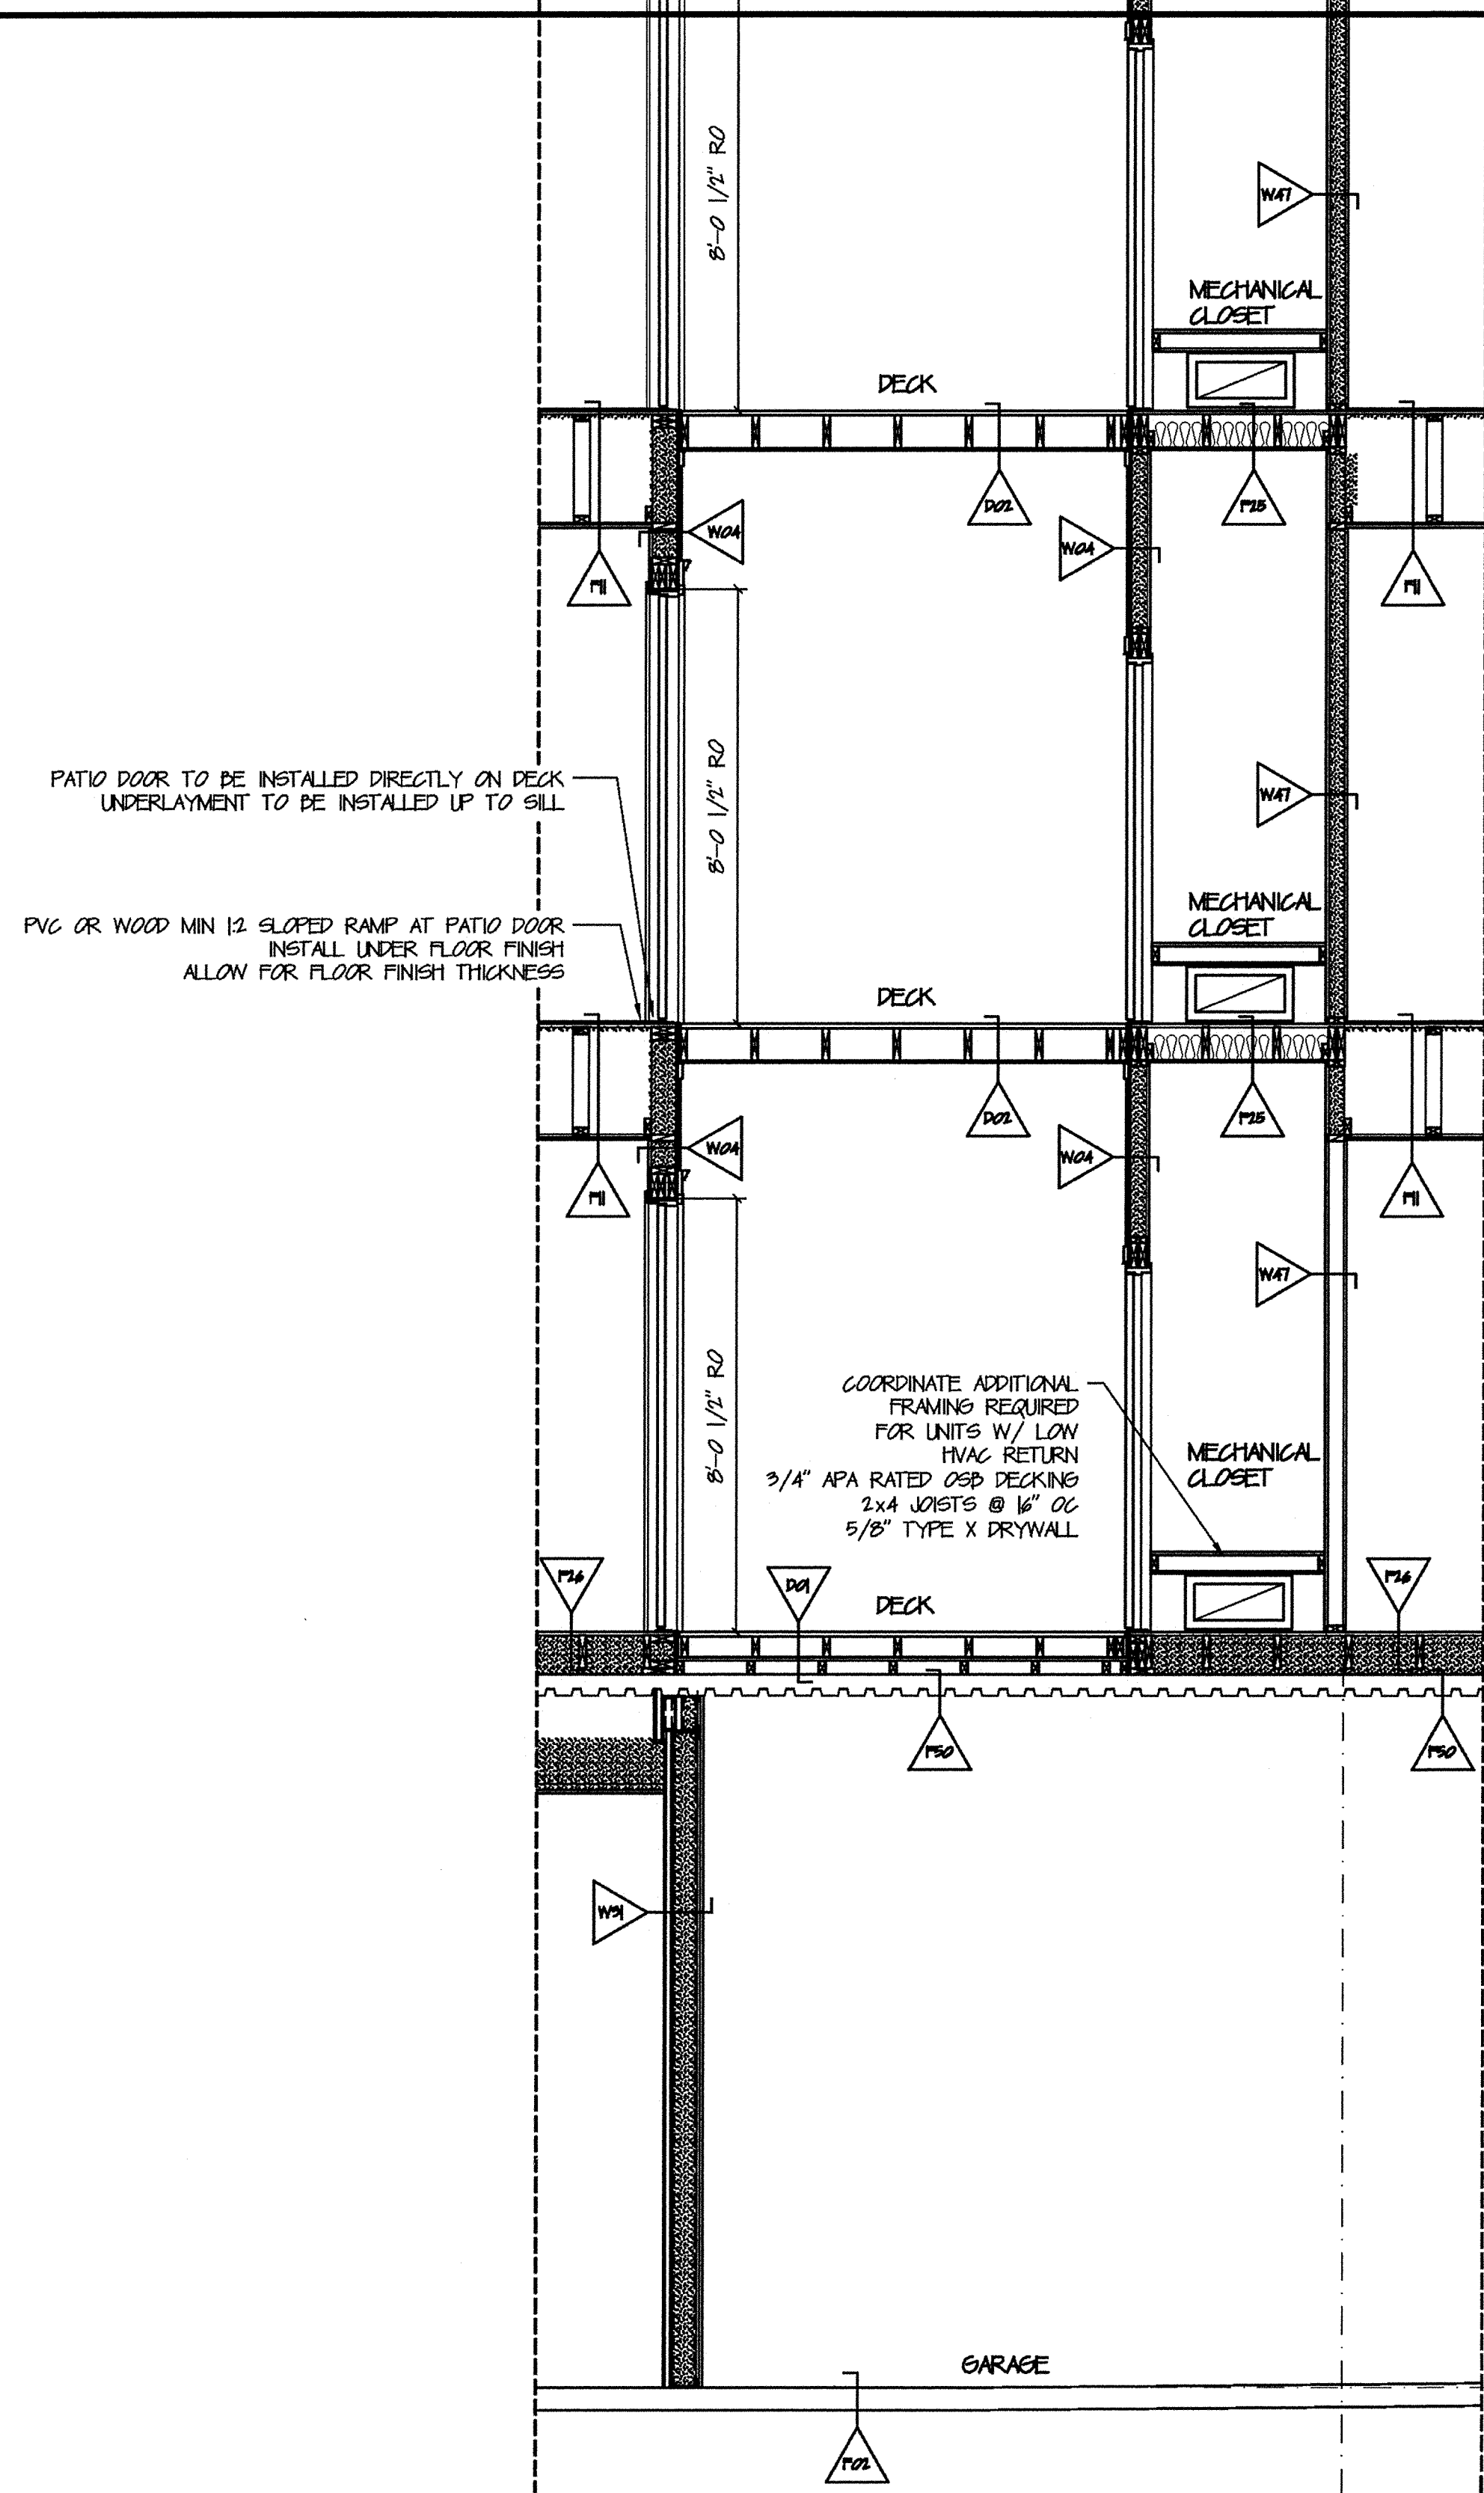 8'-0 1/2" RO
W47
MECHANICAL
CLOSET
DECK
D02
F25
W04
W04
F11
F11
PATIO DOOR TO BE INSTALLED DIRECTLY ON DECK
UNDERLAYMENT TO BE INSTALLED UP TO SILL
8'-0 1/2" RO
W47
PVC OR WOOD MIN 1:2 SLOPED RAMP AT PATIO DOOR
INSTALL UNDER FLOOR FINISH
ALLOW FOR FLOOR FINISH THICKNESS
MECHANICAL
CLOSET
DECK
D02
F25
W04
W04
F11
F11
W47
8'-0 1/2" RO
COORDINATE ADDITIONAL
FRAMING REQUIRED
FOR UNITS W/ LOW
HVAC RETURN
3/4" APA RATED OSB DECKING
2x4 JOISTS @ 16" OC
5/8" TYPE X DRYWALL
MECHANICAL
CLOSET
F26
D01
F26
DECK
F50
F50
W31
GARAGE
F02